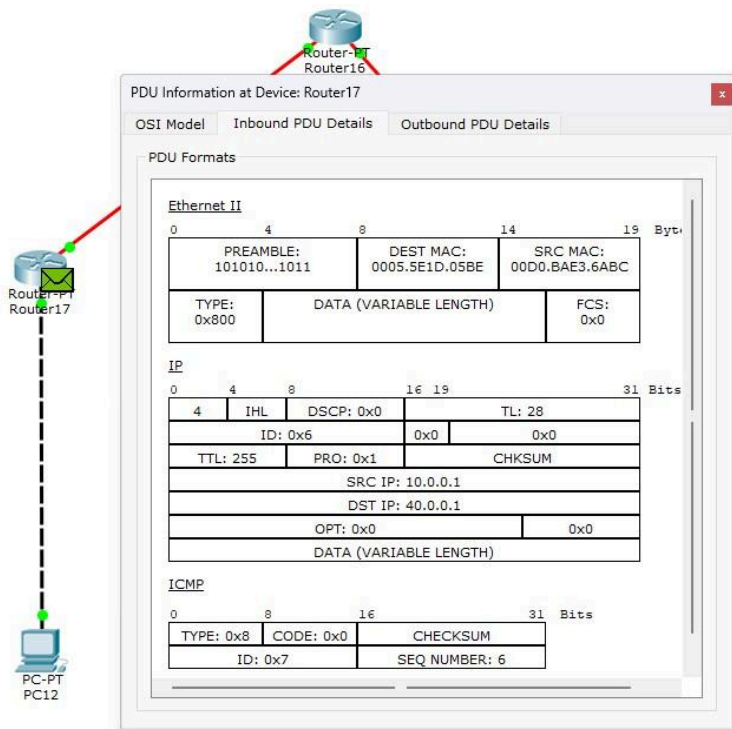 Router-PT
Router16
PDU Information at Device: Router17
x
OSI Model Inbound PDU Details Outbound PDU Details
PDU Formats
Ethernet II
0 4 8 14 19 Byte
PREAMBLE: DEST MAC: SRC MAC:
101010...1011 0005.5E1D.05BE 00D0.BAE3.6ABC
TYPE: DATA (VARIABLE LENGTH) FCS:
0x800 0x0
IP
0 4 8 16 19 31 Bits
4 IHL DSCP: 0x0 TL: 28
ID: 0x6 0x0 0x0
TTL: 255 PRO: 0x1 CHKSUM
SRC IP: 10.0.0.1
DST IP: 40.0.0.1
OPT: 0x0 0x0
DATA (VARIABLE LENGTH)
ICMP
0 8 16 31 Bits
TYPE: 0x8 CODE: 0x0 CHECKSUM
ID: 0x7 SEQ NUMBER: 6
Router-PT
Router17
PC-PT
PC12